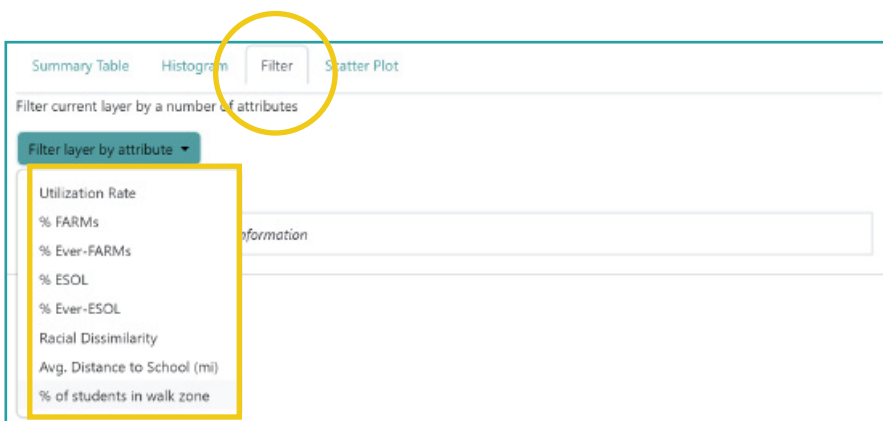 Summary Table Histogram Filter Scatter Plot
Filter current layer by a number of attributes
Filter layer by attribute
Utilization Rate
% FARMs
information
% Ever-FARMs
% ESOL
% Ever-ESOL
Racial Dissimilarity
Avg. Distance to School (mi)
% of students in walk zone